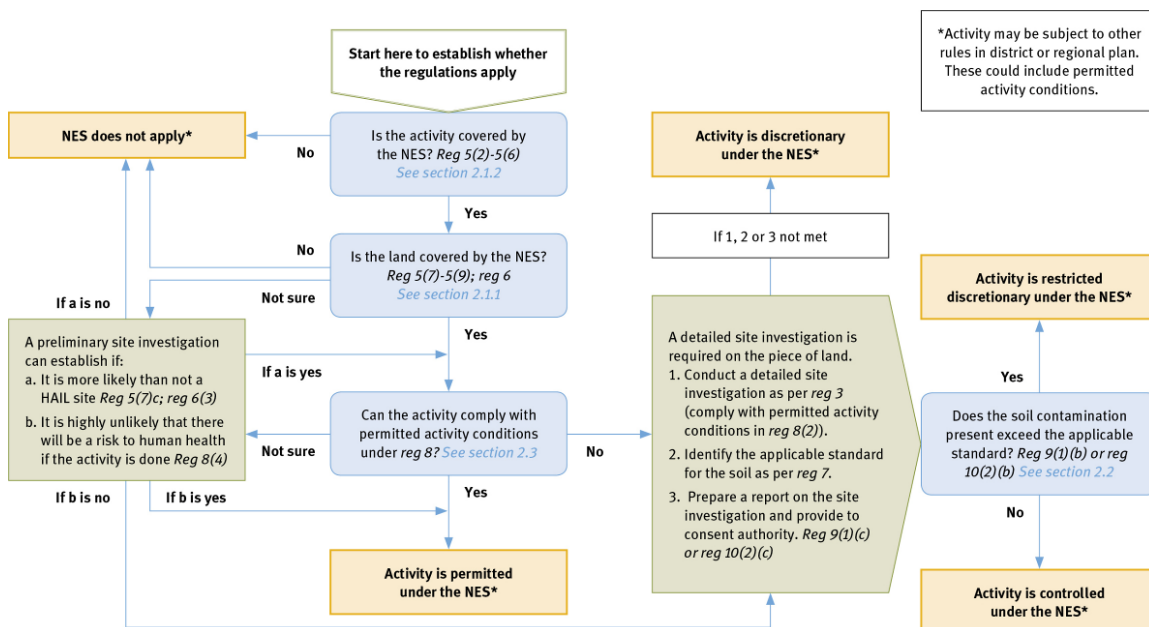 Start here to establish whether
the regulations apply
*Activity may be subject to other
rules in district or regional plan.
These could include permitted
activity conditions.
NES does not apply*
No
Is the activity covered by
the NES? Reg 5(2)-5(6)
See section 2.1.2
Activity is discretionary
under the NES*
Yes
If 1, 2 or 3 not met
No
Is the land covered by the NES?
Reg 5(7)-5(9); reg 6
See section 2.1.1
Activity is restricted
discretionary under the NES*
If a is no
Not sure
Yes
A preliminary site investigation
can establish if:
a. It is more likely than not a
HAIL site Reg 5(7)c; reg 6(3)
b. It is highly unlikely that there
will be a risk to human health
if the activity is done Reg 8(4)
If a is yes
Can the activity comply with
permitted activity conditions
under reg 8? See section 2.3
Not sure
No
If b is no
If b is yes
Yes
Activity is permitted
under the NES*
A detailed site investigation is
required on the piece of land.
1. Conduct a detailed site
investigation as per reg 3
(comply with permitted activity
conditions in reg 8(2)).
2. Identify the applicable standard
for the soil as per reg 7.
3. Prepare a report on the site
investigation and provide to
consent authority. Reg 9(1)(c)
or reg 10(2)(c)
Yes
Does the soil contamination
present exceed the applicable
standard? Reg 9(1)(b) or reg
10(2)(b) See section 2.2
No
Activity is controlled
under the NES*